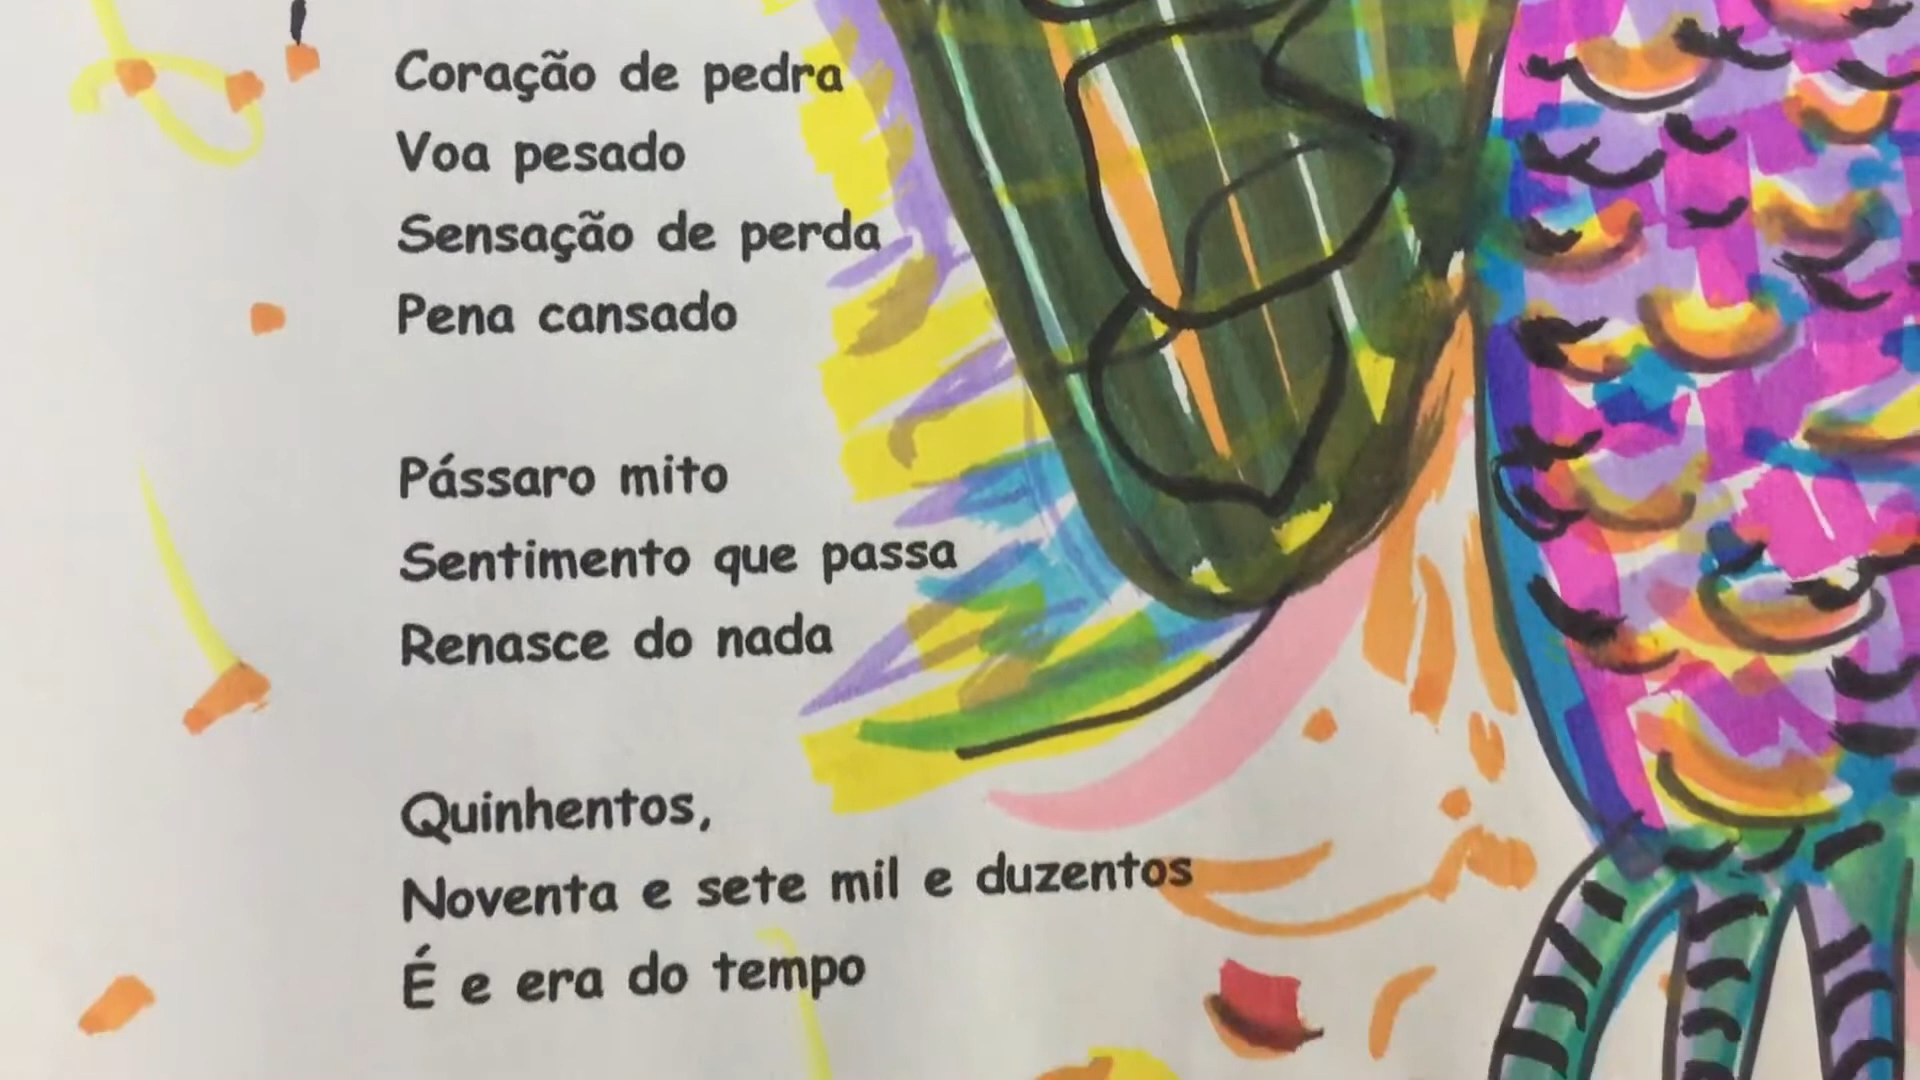 Coração de pedra
Voa pesado
Sensação de perda
Pena cansado
Pássaro mito
Sentimento que passa
Renasce do nada
Quinhentos,
Noventa e sete mil e duzentos
É e era do tempo